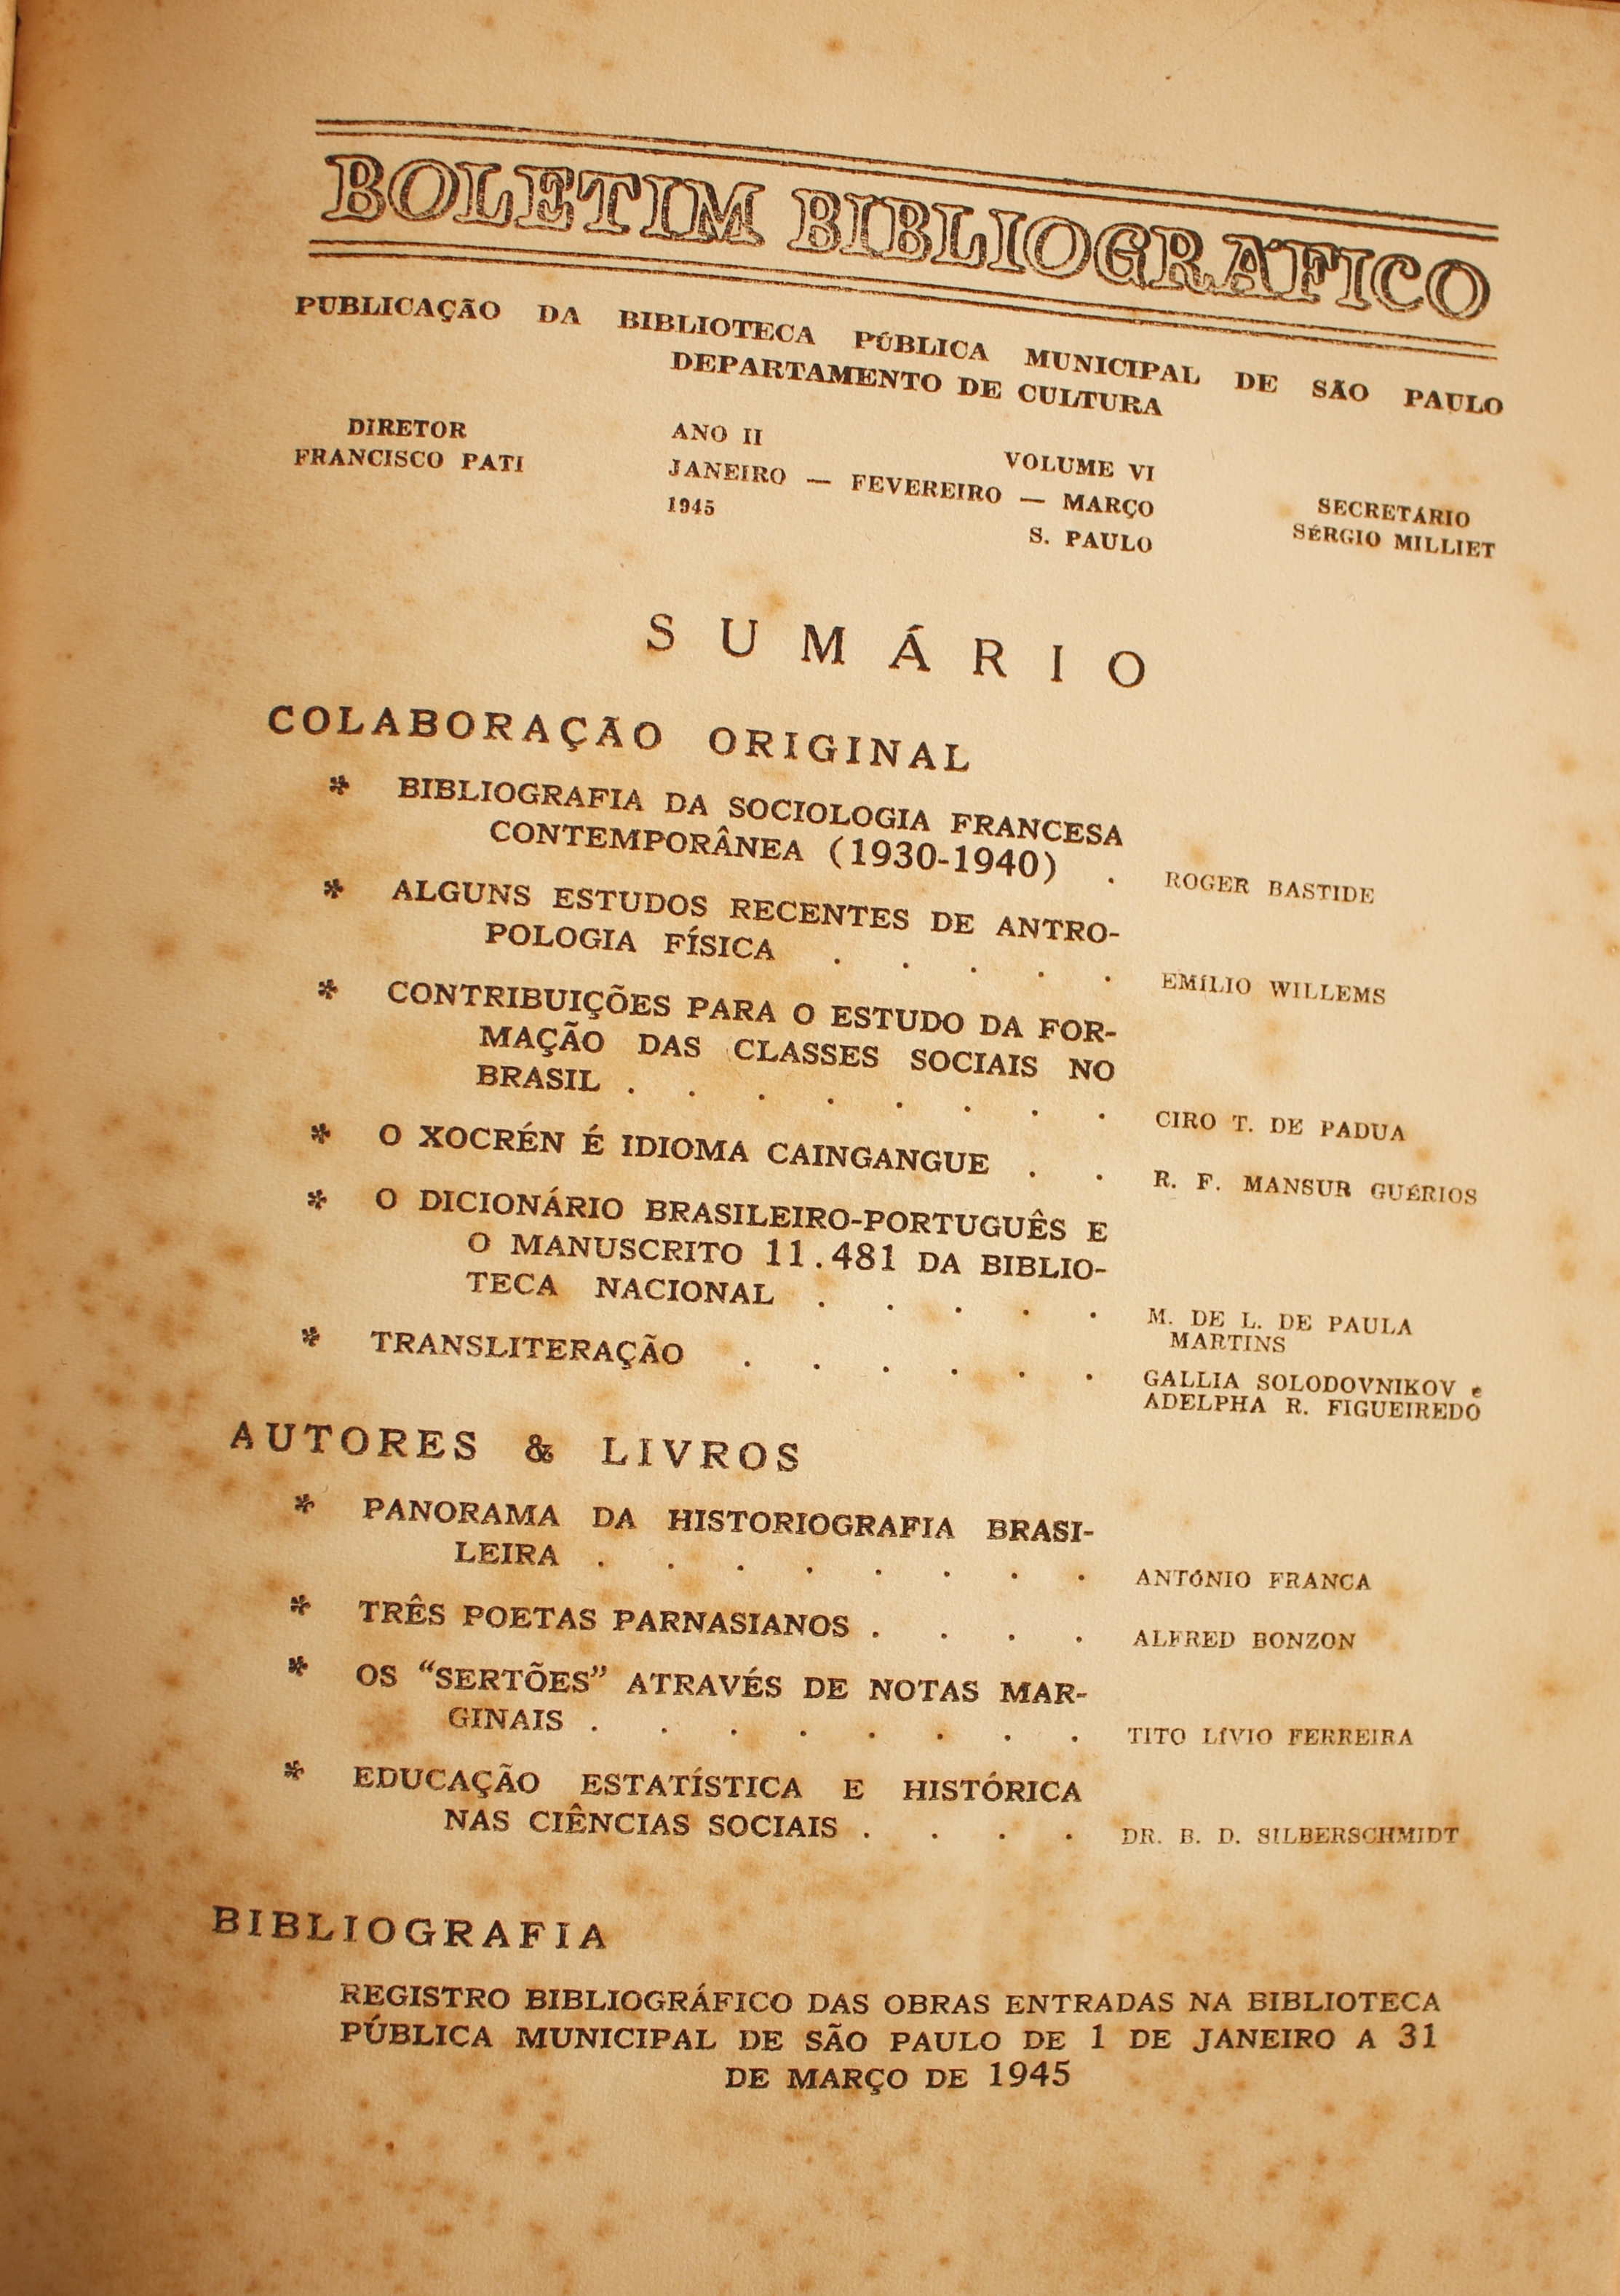 BOLETIM BIBLIOGRÁFICO
PUBLICAÇÃO DA BIBLIOTECA PÚBLICA MUNICIPAL DE SÃO PAULO
DEPARTAMENTO DE CULTURA
DIRETOR
FRANCISCO PATI
ANO II
VOLUME VI
JANEIRO — FEVEREIRO — MARÇO
1945
S. PAULO
SECRETÁRIO
SÉRGIO MILLIET
SUMÁRIO
COLABORAÇÃO ORIGINAL
* BIBLIOGRAFIA DA SOCIOLOGIA FRANCESA
CONTEMPORÂNEA (1930-1940) . ROGER BASTIDE
* ALGUNS ESTUDOS RECENTES DE ANTRO-
POLOGIA FÍSICA . . . . . EMÍLIO WILLEMS
* CONTRIBUIÇÕES PARA O ESTUDO DA FOR-
MAÇÃO DAS CLASSES SOCIAIS NO
BRASIL . . . . . . . . CIRO T. DE PADUA
* O XOCRÉN É IDIOMA CAINGANGUE . . R. F. MANSUR GUÉRIOS
* O DICIONÁRIO BRASILEIRO-PORTUGUÊS E
O MANUSCRITO 11.481 DA BIBLIO-
TECA NACIONAL . . . . . M. DE L. DE PAULA
MARTINS
* TRANSLITERAÇÃO . . . . . . GALLIA SOLODOVNIKOV e
ADELPHA R. FIGUEIREDO
AUTORES & LIVROS
* PANORAMA DA HISTORIOGRAFIA BRASI-
LEIRA . . . . . . . . ANTÓNIO FRANCA
* TRÊS POETAS PARNASIANOS . . . . ALFRED BONZON
* OS “SERTÕES” ATRAVÉS DE NOTAS MAR-
GINAIS . . . . . . . . TITO LÍVIO FERREIRA
* EDUCAÇÃO ESTATÍSTICA E HISTÓRICA
NAS CIÊNCIAS SOCIAIS . . . . DR. B. D. SILBERSCHMIDT
BIBLIOGRAFIA
REGISTRO BIBLIOGRÁFICO DAS OBRAS ENTRADAS NA BIBLIOTECA
PÚBLICA MUNICIPAL DE SÃO PAULO DE 1 DE JANEIRO A 31
DE MARÇO DE 1945